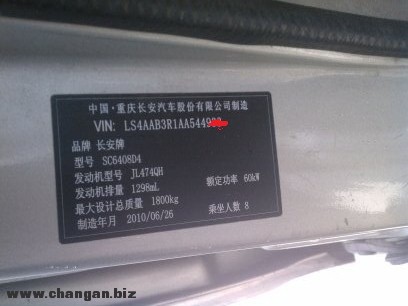 中国·重庆长安汽车股份有限公司制造
VIN: LS4AAB3R1AA5449
品牌 长安牌
型号 SC6408D4
发动机型号 JL474QH 额定功率 60kW
发动机排量 1298mL
最大设计总质量 1800kg
制造年月 2010/06/26 乘坐人数 8
www.changan.biz